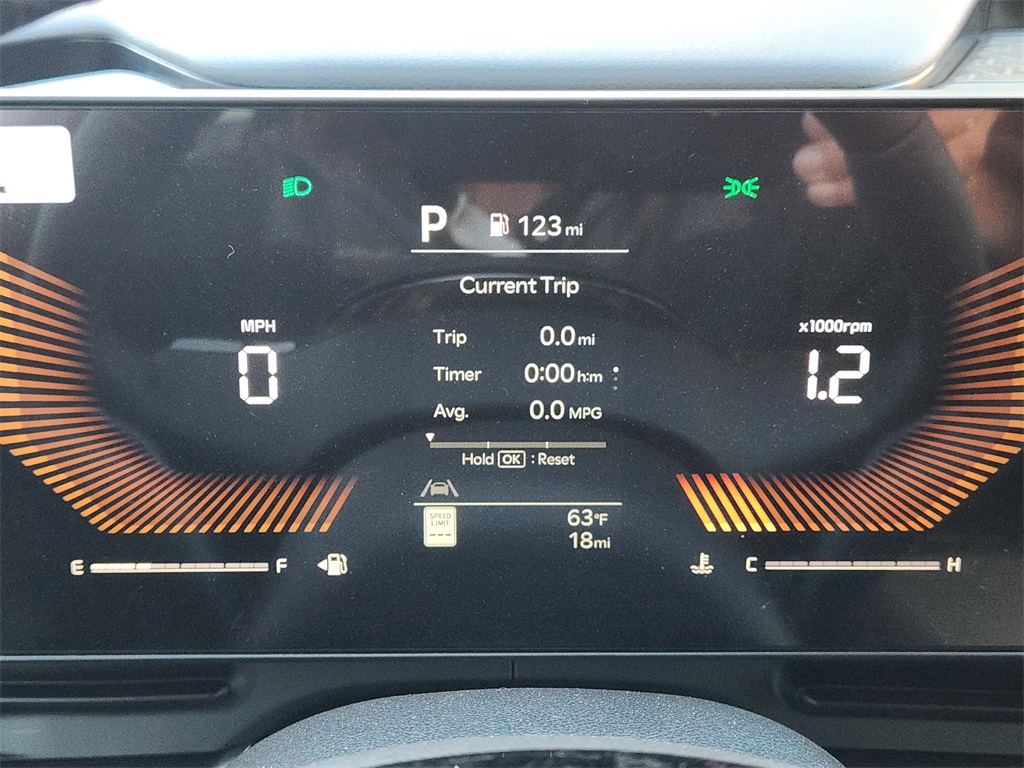 P 123 mi
Current Trip
MPH
0
x1000rpm
1.2
Trip 0.0 mi
Timer 0:00 h:m
Avg. 0.0 MPG
Hold OK : Reset
SPEED
LIMIT
---
63°F
18mi
E F
C H